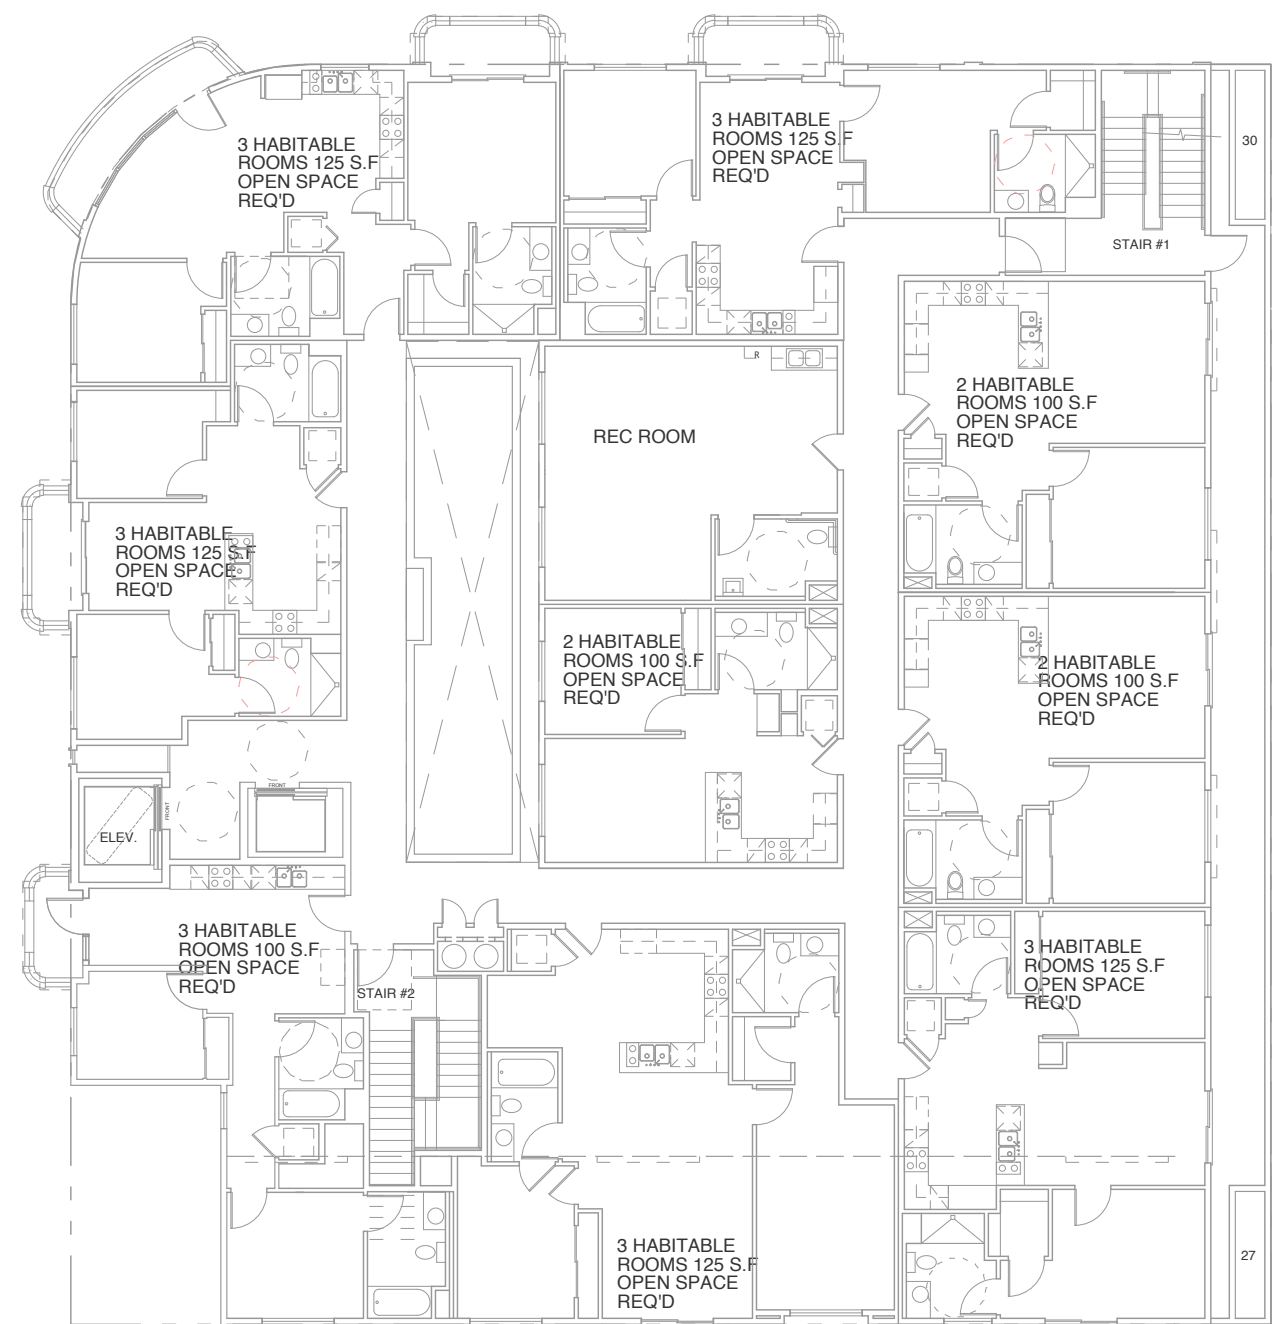 3 HABITABLE
ROOMS 125 S.F
OPEN SPACE
REQ'D
3 HABITABLE
ROOMS 125 S.F
OPEN SPACE
REQ'D
30
STAIR #1
2 HABITABLE
ROOMS 100 S.F
OPEN SPACE
REQ'D
R
REC ROOM
3 HABITABLE
ROOMS 125 S.F
OPEN SPACE
REQ'D
2 HABITABLE
ROOMS 100 S.F
OPEN SPACE
REQ'D
2 HABITABLE
ROOMS 100 S.F
OPEN SPACE
REQ'D
FRONT
FRONT
ELEV.
3 HABITABLE
ROOMS 100 S.F
OPEN SPACE
REQ'D
STAIR #2
3 HABITABLE
ROOMS 125 S.F
OPEN SPACE
REQ'D
3 HABITABLE
ROOMS 125 S.F
OPEN SPACE
REQ'D
27